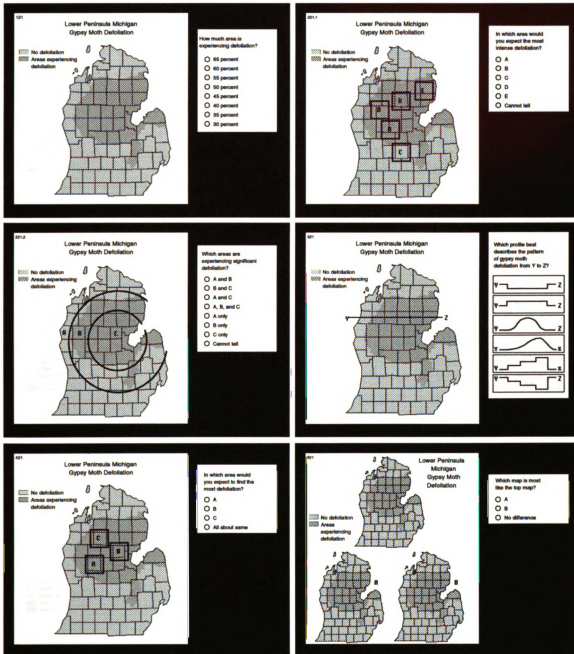 121
Lower Peninsula Michigan
Gypsy Moth Defoliation
No defoliation
Areas experiencing
defoliation
How much area is
experiencing defoliation?
65 percent
60 percent
55 percent
50 percent
45 percent
40 percent
35 percent
30 percent
Lower Peninsula Michigan
Gypsy Moth Defoliation
No defoliation
Areas experiencing
defoliation
C
In which area would
you expect the most
intense defoliation?
A
B
C
D
E
Cannot tell
Lower Peninsula Michigan
Gypsy Moth Defoliation
No defoliation
Areas experiencing
defoliation
Which areas are
experiencing significant
defoliation?
A and B
B and C
A and C
A, B, and C
A only
B only
C only
Cannot tell
Lower Peninsula Michigan
Gypsy Moth Defoliation
No defoliation
Areas experiencing
defoliation
Y Z
Which profile best
describes the pattern
of gypsy moth
defoliation from Y to Z?
Y Z
Y Z
Y Z
Y
Y
Y Z
421
Lower Peninsula Michigan
Gypsy Moth Defoliation
No defoliation
Areas experiencing
defoliation
C
In which area would
you expect to find the
most defoliation?
A
B
C
All about same
Lower Peninsula
Michigan
Gypsy Moth
Defoliation
No defoliation
Areas
experiencing
defoliation
A
B
Which map is most
like the top map?
A
B
No difference